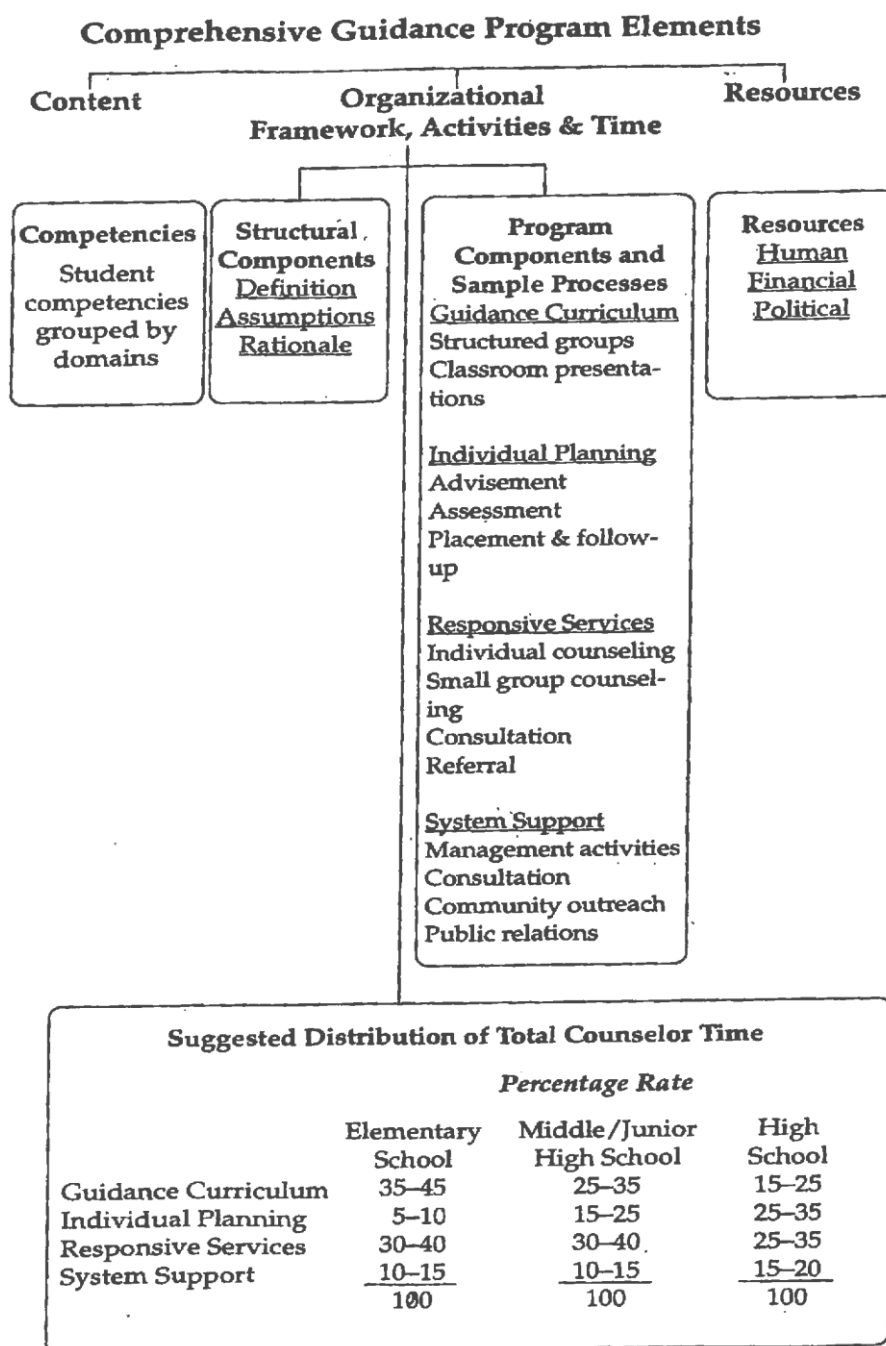 Comprehensive Guidance Program Elements
Content
Organizational
Framework, Activities & Time
Resources
Competencies
Student
competencies
grouped by
domains
Structural
Components
Definition
Assumptions
Rationale
Program
Components and
Sample Processes
Guidance Curriculum
Structured groups
Classroom presenta-
tions
Individual Planning
Advisement
Assessment
Placement & follow-
up
Responsive Services
Individual counseling
Small group counsel-
ing
Consultation
Referral
System Support
Management activities
Consultation
Community outreach
Public relations
Resources
Human
Financial
Political
Suggested Distribution of Total Counselor Time
Percentage Rate
Elementary School Middle/Junior High School High School
Guidance Curriculum 35–45 25–35 15–25
Individual Planning 5–10 15–25 25–35
Responsive Services 30–40 30–40 25–35
System Support 10–15 10–15 15–20
100 100 100